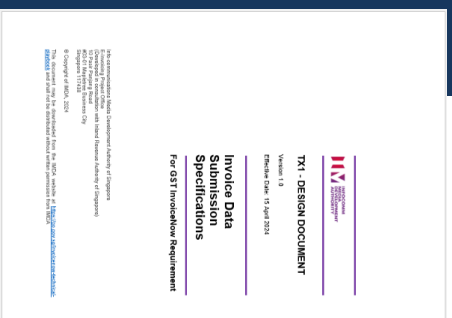 INFOCOMM
MEDIA
DEVELOPMENT
AUTHORITY
TX1 - DESIGN DOCUMENT
Version 1.0
Effective Date: 15 April 2024
Invoice Data
Submission
Specifications
For GST InvoiceNow Requirement
Info-communications Media Development Authority of Singapore
E-invoicing Project Office
(Developed in consultation with Inland Revenue Authority of Singapore)
10 Pasir Panjang Road
#03-01 Mapletree Business City
Singapore 117438
© Copyright of IMDA, 2024
This document may be downloaded from the IMDA website at
playbook and shall not be distributed without written permission from IMDA